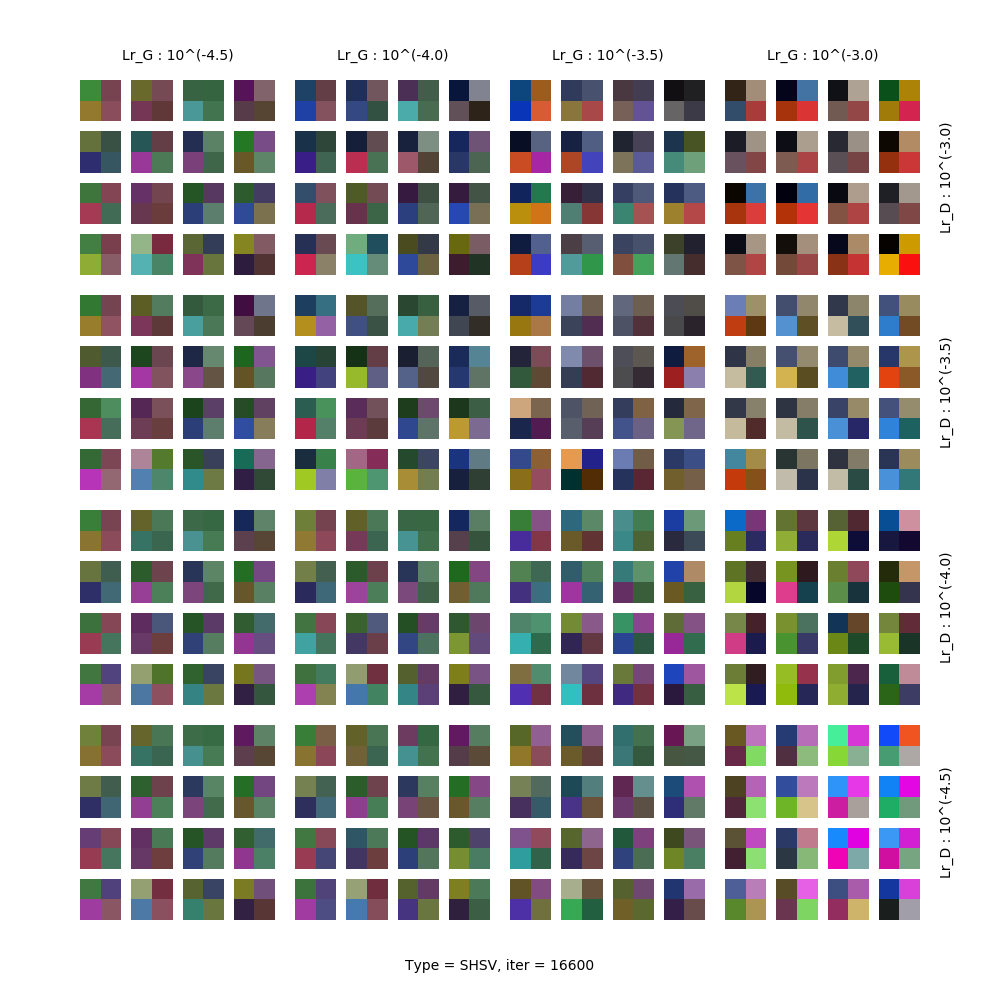 Lr_G : 10^(-4.5)
Lr_G : 10^(-4.0)
Lr_G : 10^(-3.5)
Lr_G : 10^(-3.0)
Lr_D : 10^(-3.0)
Lr_D : 10^(-3.5)
Lr_D : 10^(-4.0)
Lr_D : 10^(-4.5)
Type = SHSV, iter = 16600